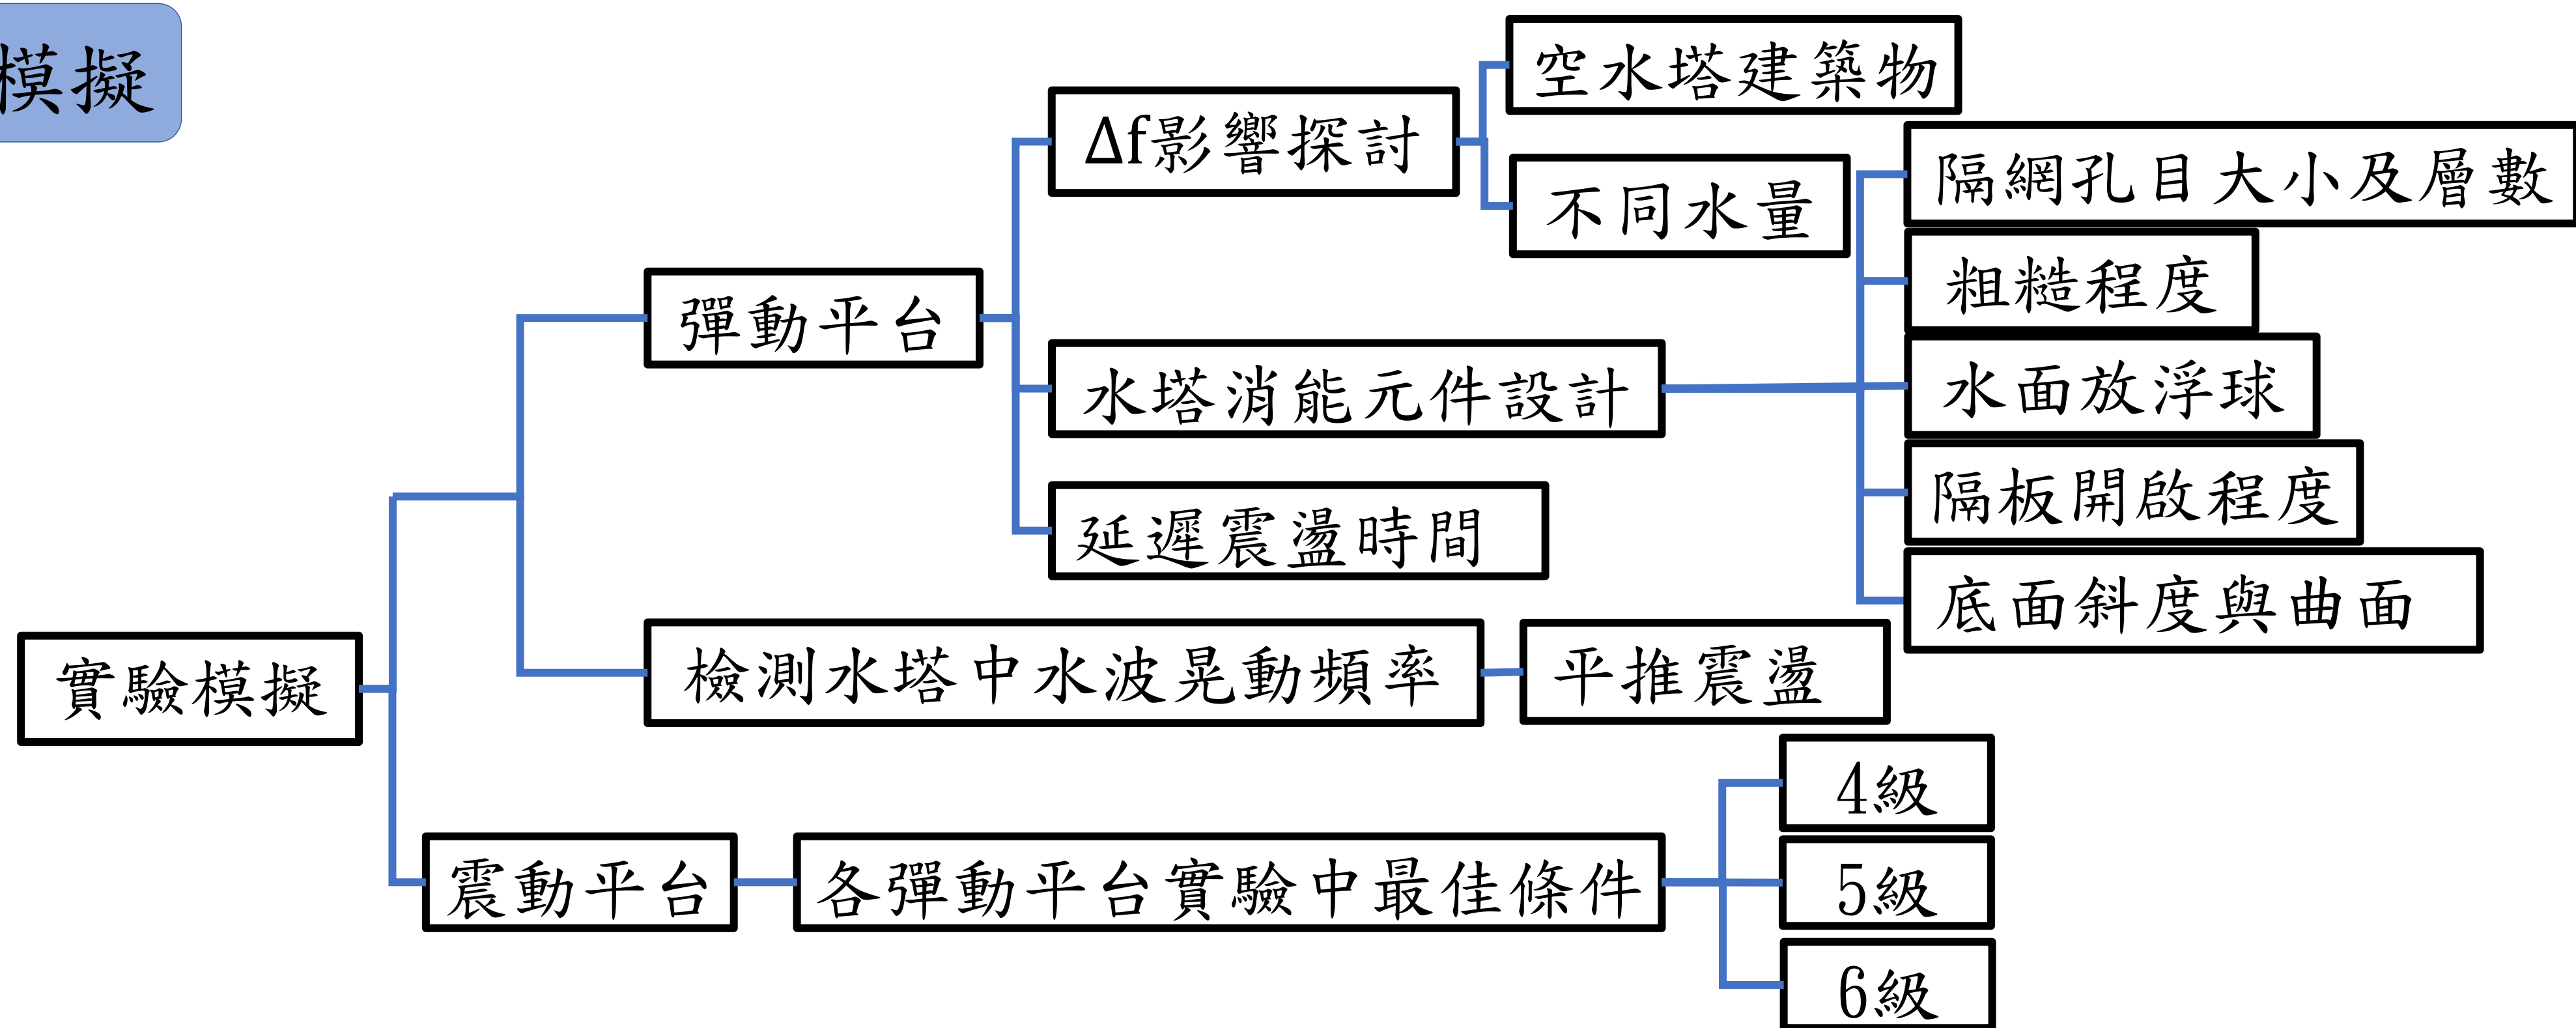 模擬
空水塔建築物
Δf影響探討
不同水量
隔網孔目大小及層數
粗糙程度
彈動平台
水塔消能元件設計
水面放浮球
隔板開啟程度
延遲震盪時間
底面斜度與曲面
實驗模擬
檢測水塔中水波晃動頻率
平推震盪
4級
震動平台
各彈動平台實驗中最佳條件
5級
6級